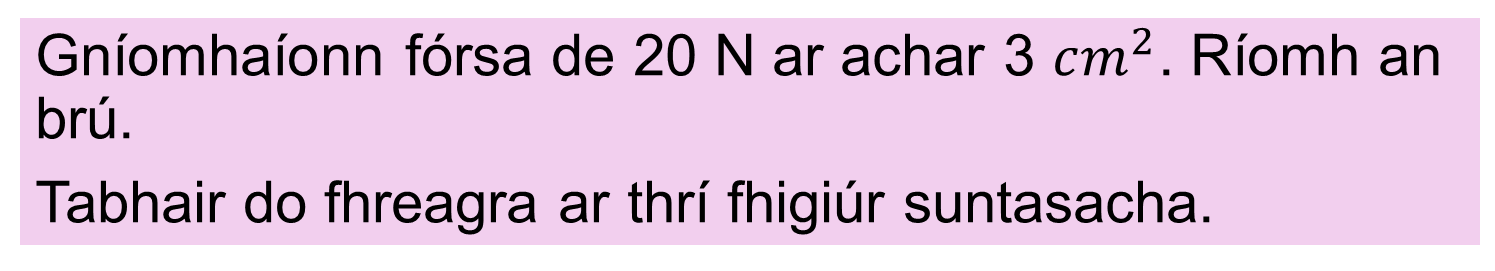 Gníomhaíonn fórsa de 20 N ar achar 3 cm². Ríomh an
brú.
Tabhair do fhreagra ar thrí fhigiúr suntasacha.